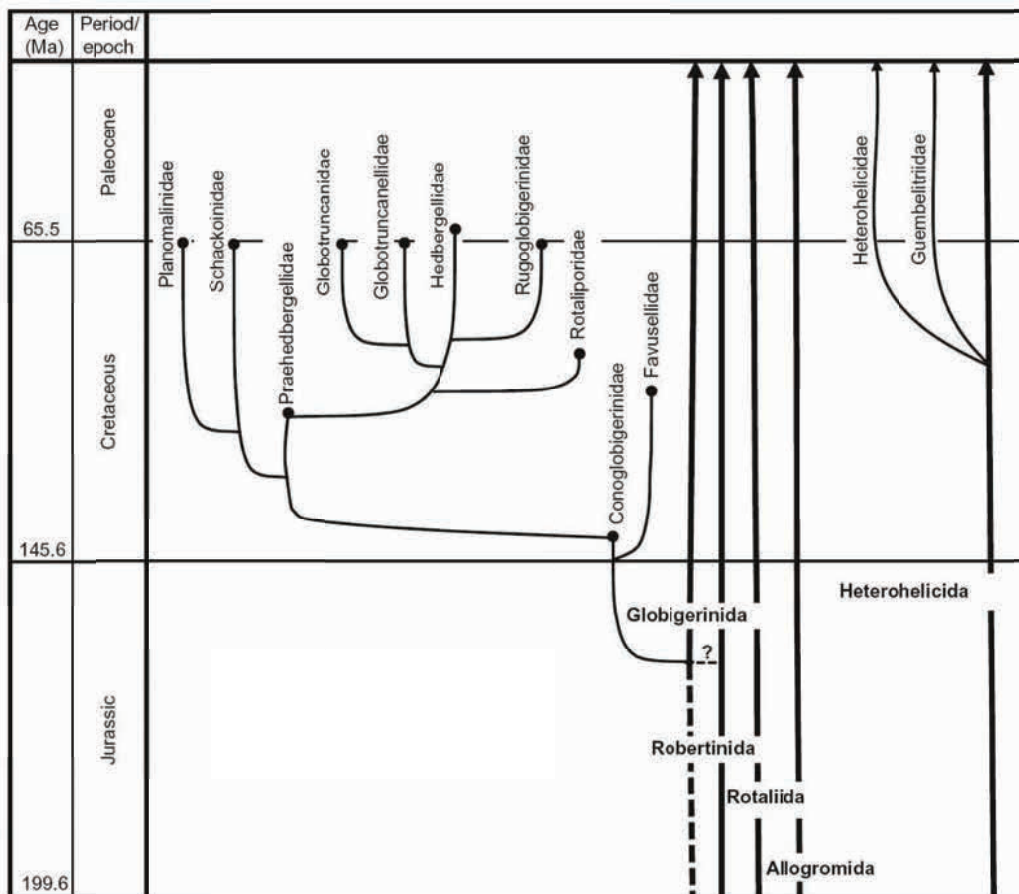 Age
(Ma)
Period/
epoch
Paleocene
Planomalinidae
Schackoinidae
Praehedbergellidae
Globotruncanidae
Globotruncanellidae
Hedbergellidae
Rugoglobigerinidae
Rotaliporidae
Favusellidae
Conoglobigerinidae
Heterohelicidae
Guembelitriidae
65.5
Cretaceous
145.6
Heterohelicida
Globigerinida
?
Jurassic
Robertinida
Rotaliida
Allogromida
199.6